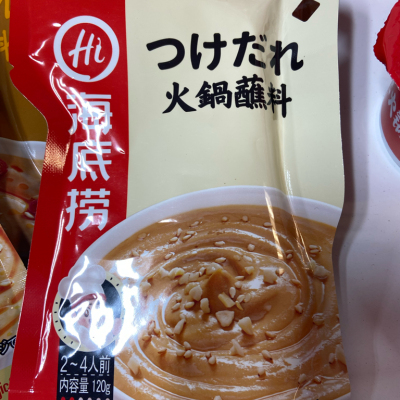 Hi
海底捞
つけだれ
火鍋蘸料
2～4人前
内容量 120g